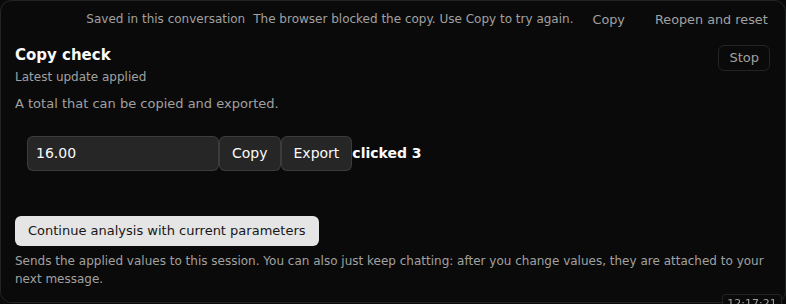 Saved in this conversation The browser blocked the copy. Use Copy to try again. Copy Reopen and reset
Copy check
Stop
Latest update applied
A total that can be copied and exported.
16.00 Copy Export clicked 3
Continue analysis with current parameters
Sends the applied values to this session. You can also just keep chatting: after you change values, they are attached to your
next message.
12:17:21